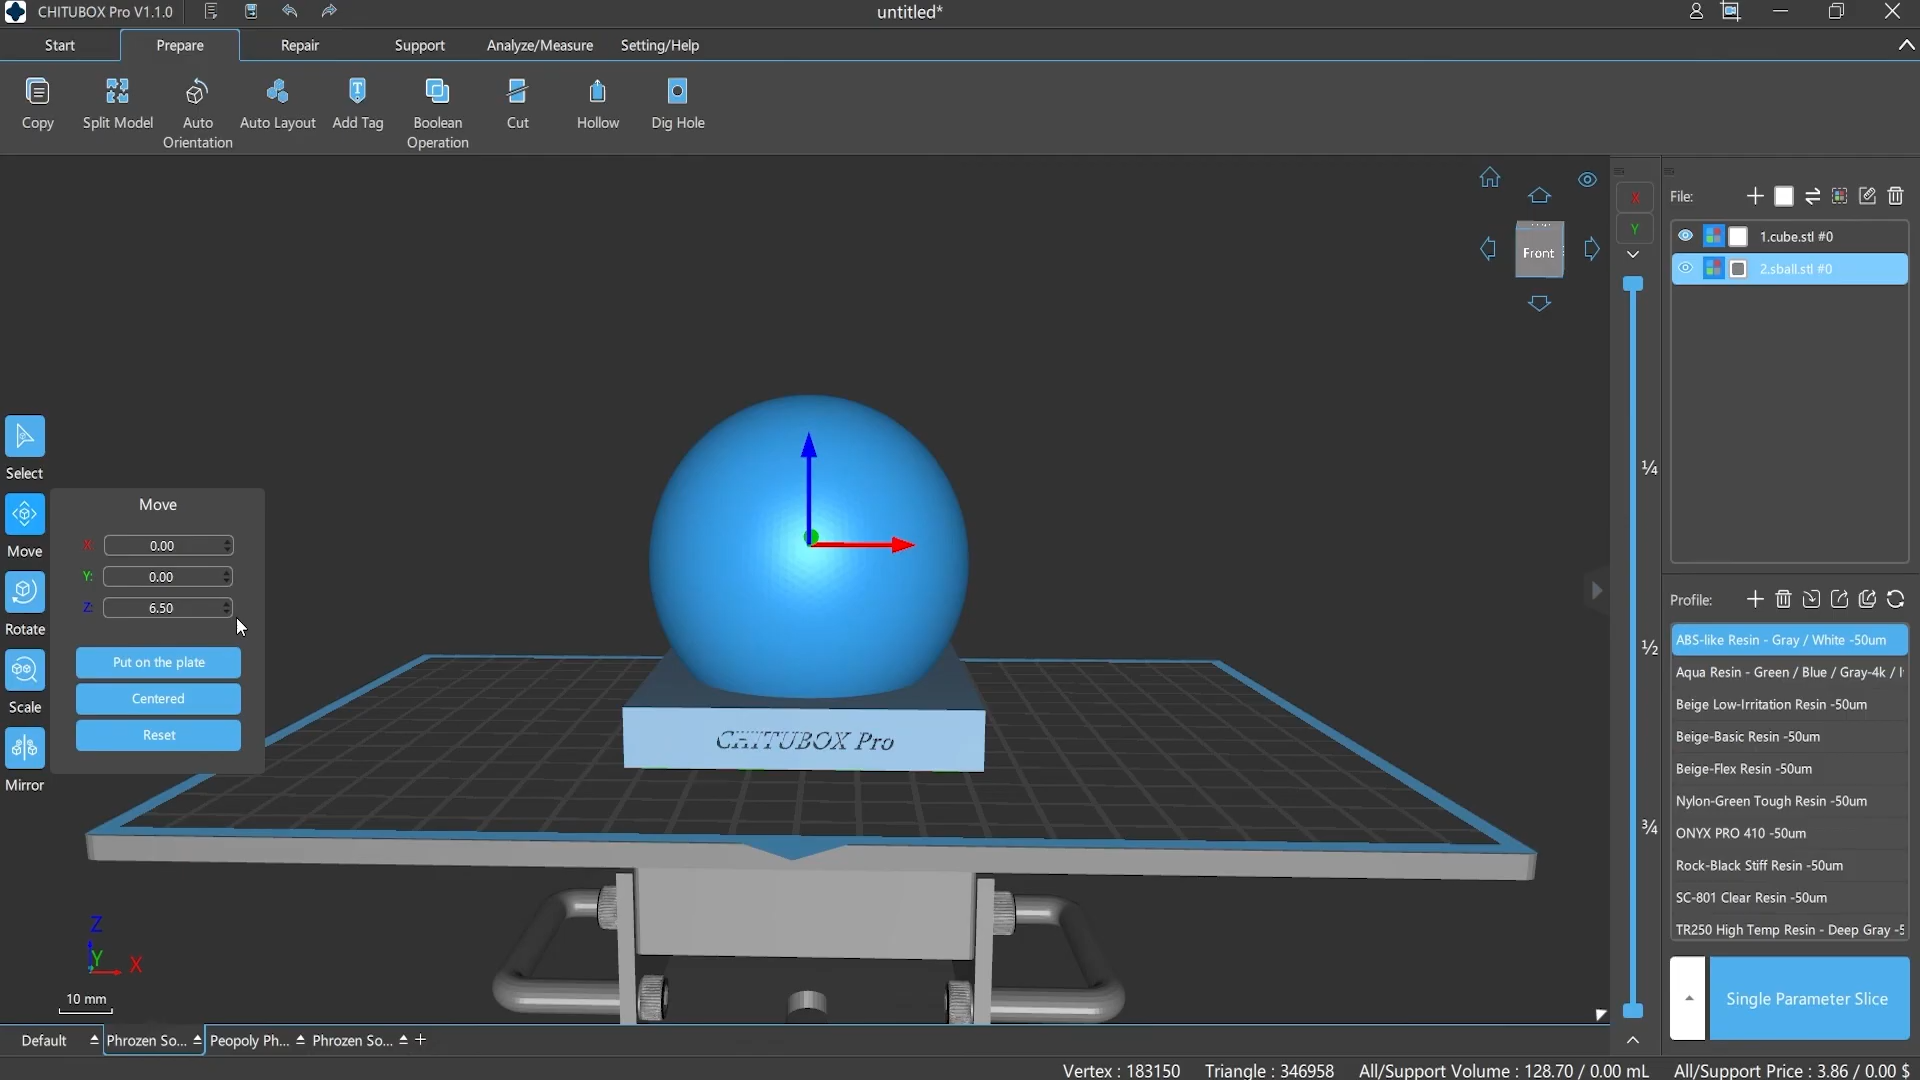 CHITUBOX Pro V1.1.0
untitled*
Start Prepare Repair Support Analyze/Measure Setting/Help
Copy Split Model Auto Orientation Auto Layout Add Tag Boolean Operation Cut Hollow Dig Hole
Front
X
Y
File:
1.cube.stl #0
2.sball.stl #0
¼
½
¾
Select
Move
Rotate
Scale
Mirror
Move
X: 0.00
Y: 0.00
Z: 6.50
Put on the plate
Centered
Reset
CHITUBOX Pro
Profile:
ABS-like Resin - Gray / White -50um
Aqua Resin - Green / Blue / Gray-4k / I
Beige Low-Irritation Resin -50um
Beige-Basic Resin -50um
Beige-Flex Resin -50um
Nylon-Green Tough Resin -50um
ONYX PRO 410 -50um
Rock-Black Stiff Resin -50um
SC-801 Clear Resin -50um
TR250 High Temp Resin - Deep Gray -5
Single Parameter Slice
Z
Y
X
10 mm
Default Phrozen So... Peopoly Ph... Phrozen So... +
Vertex : 183150 Triangle : 346958 All/Support Volume : 128.70 / 0.00 mL All/Support Price : 3.86 / 0.00 $